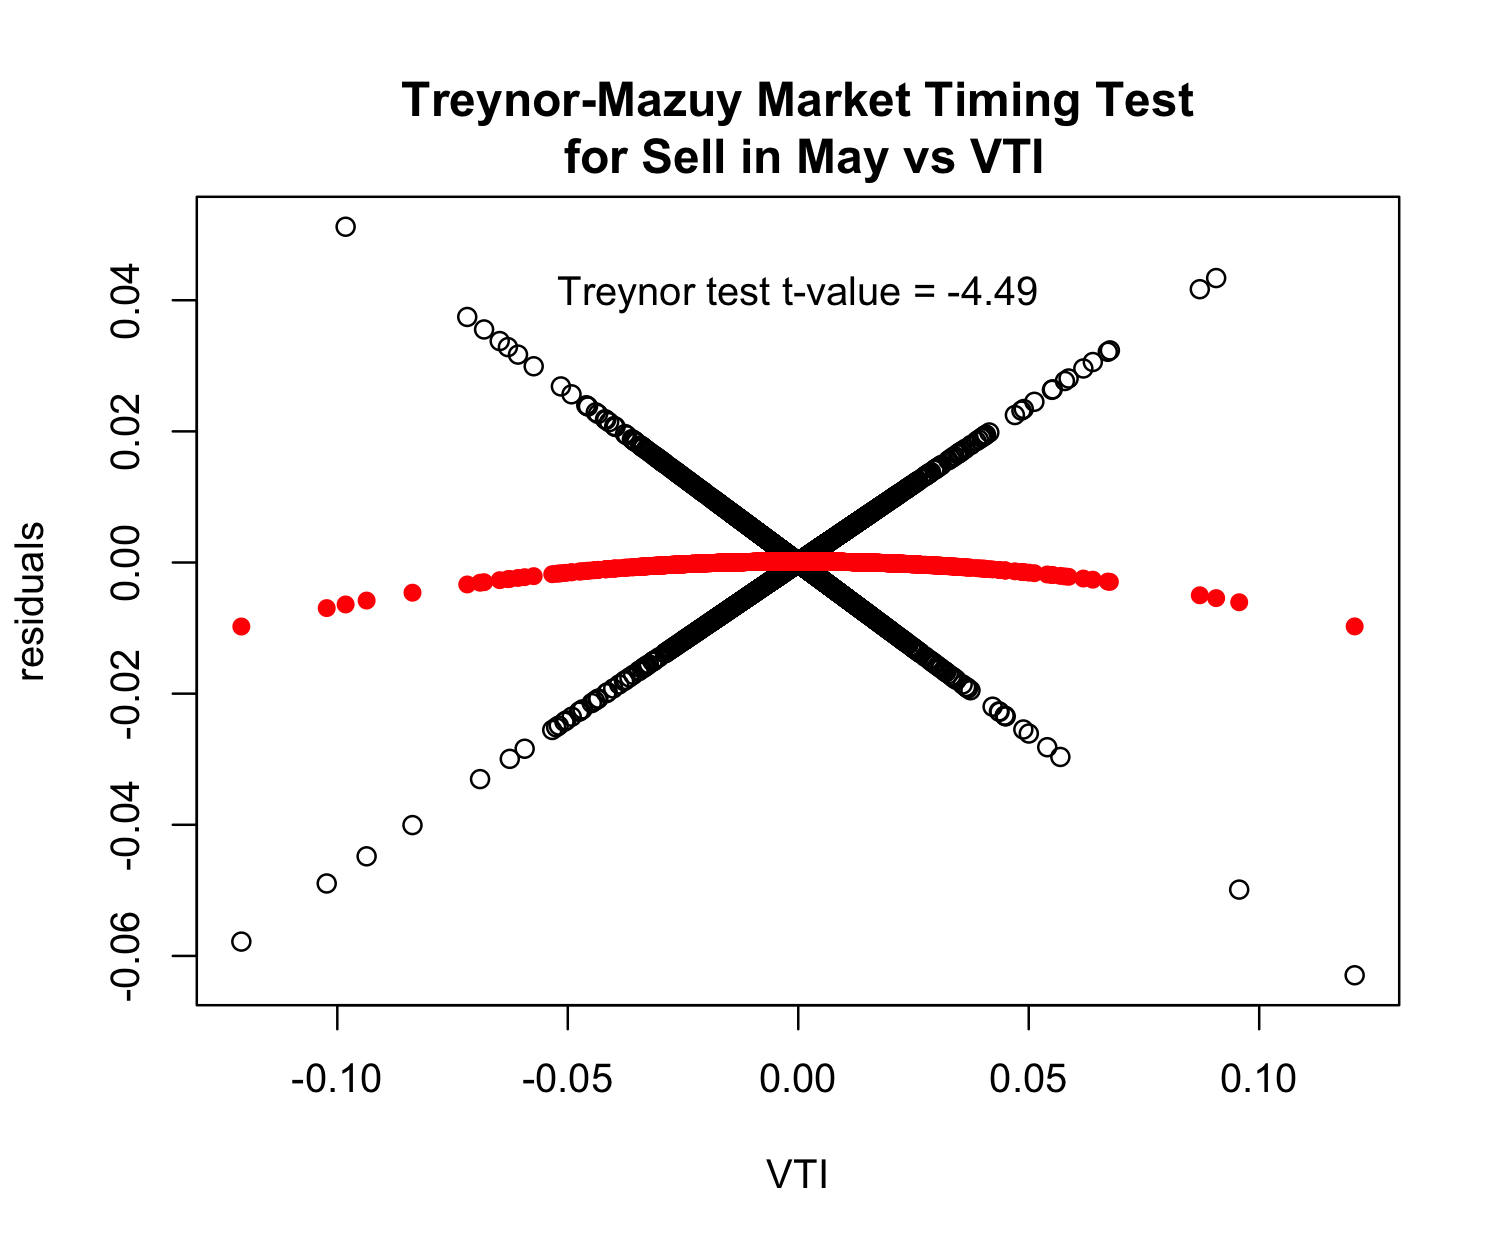 Treynor-Mazuy Market Timing Test
for Sell in May vs VTI
Treynor test t-value = -4.49
residuals
0.04
0.02
0.00
-0.02
-0.04
-0.06
-0.10
-0.05
0.00
0.05
0.10
VTI